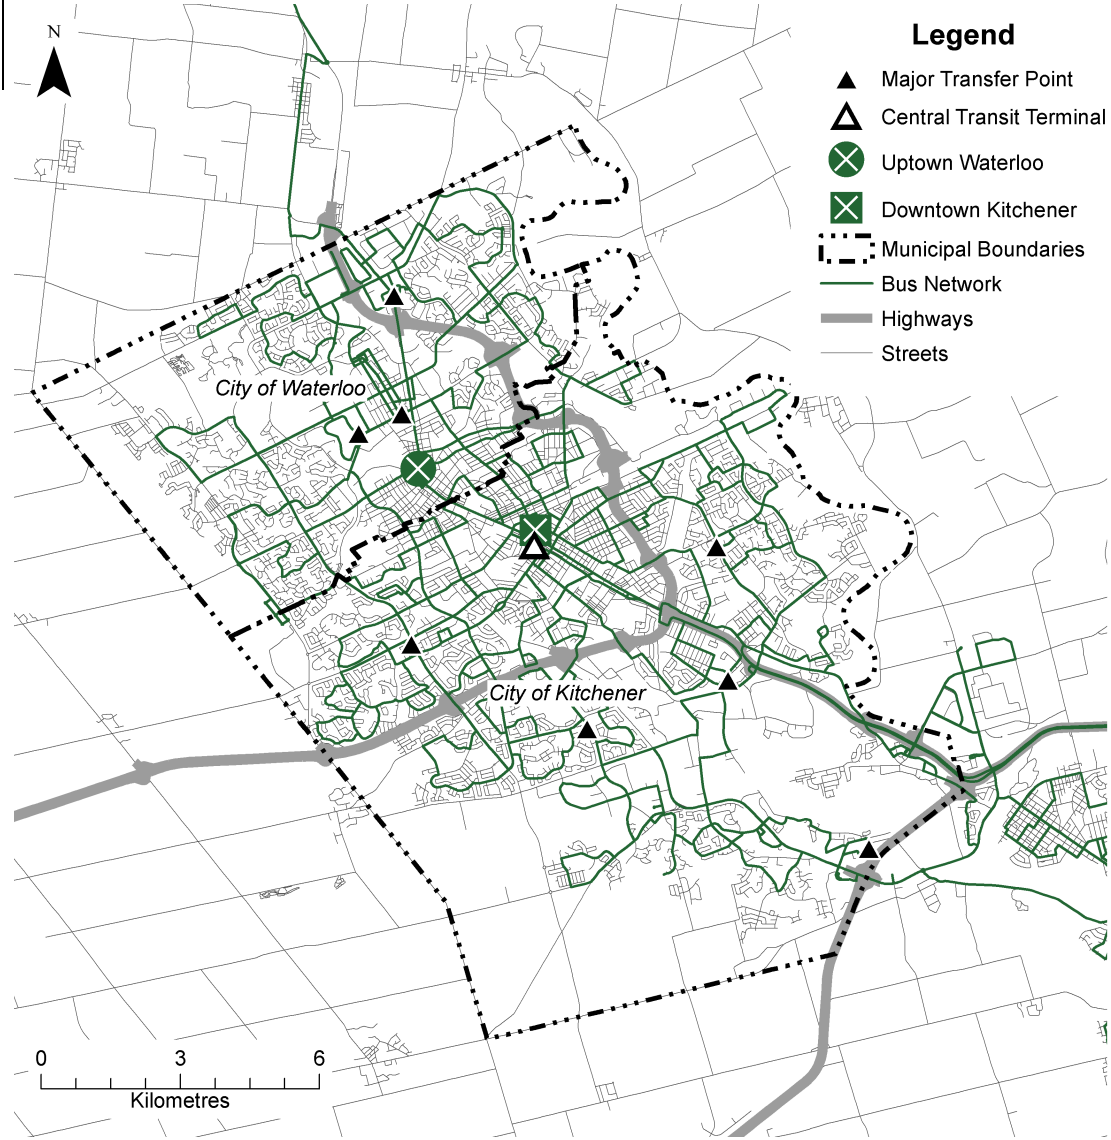 N
Legend
Major Transfer Point
Central Transit Terminal
Uptown Waterloo
Downtown Kitchener
Municipal Boundaries
Bus Network
Highways
Streets
City of Waterloo
City of Kitchener
0 3 6
Kilometres